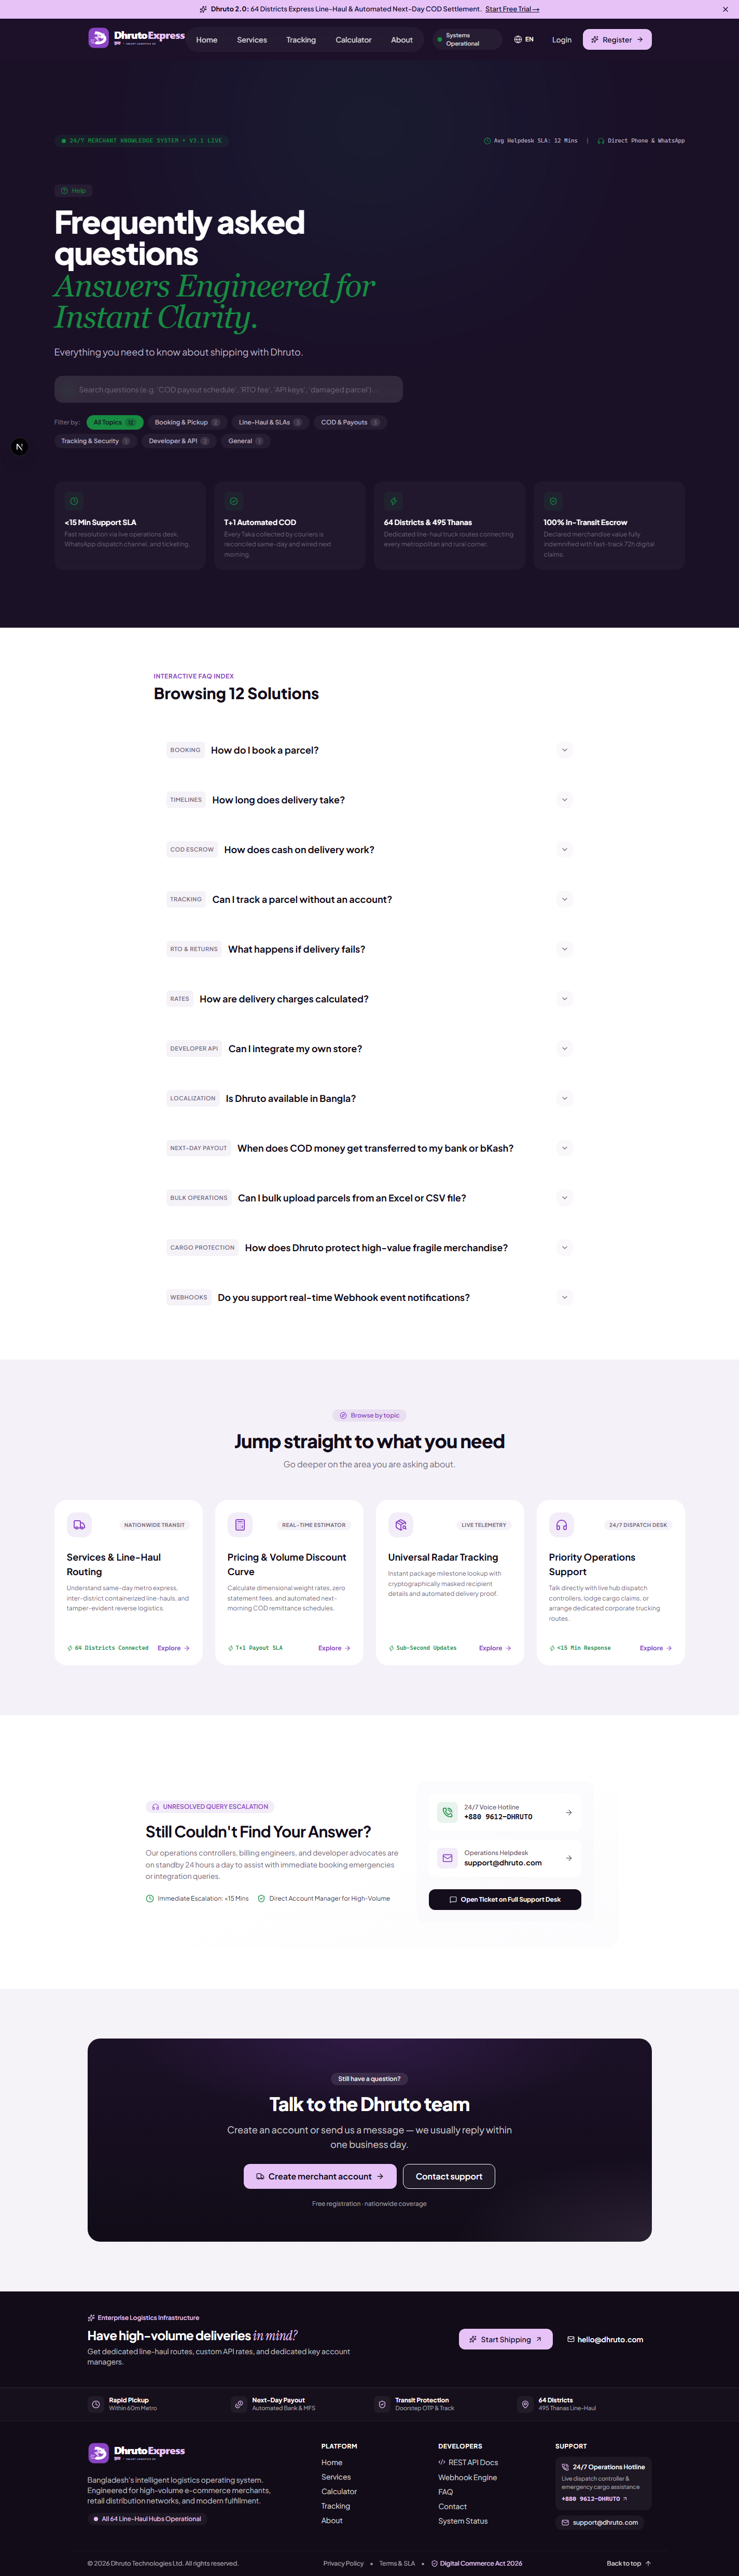 Dhruto 2.0: 64 Districts Express Line-Haul & Automated Next-Day COD Settlement. Start Free Trial →
DhrutoExpress
Home Services Tracking Calculator About
Systems Operational
EN
Login
Register →
24/7 MERCHANT KNOWLEDGE SYSTEM • V3.1 LIVE
Avg Helpdesk SLA: 12 Mins | Direct Phone & WhatsApp
Help
Frequently asked
questions
Answers Engineered for
Instant Clarity.
Everything you need to know about shipping with Dhruto.
Search questions (e.g. 'COD payout schedule', 'RTO fee', 'API keys', 'damaged parcel')...
Filter by: All Topics 12 Booking & Pickup 2 Line-Haul & SLAs 3 COD & Payouts 3
Tracking & Security 1 Developer & API 2 General 1
<15 Min Support SLA
Fast resolution via live operations desk,
WhatsApp dispatch channel, and ticketing.
T+1 Automated COD
Every Taka collected by couriers is
reconciled same-day and wired next
morning.
64 Districts & 495 Thanas
Dedicated line-haul truck routes connecting
every metropolitan and rural corner.
100% In-Transit Escrow
Declared merchandise value fully
indemnified with fast-track 72h digital
claims.
INTERACTIVE FAQ INDEX
Browsing 12 Solutions
BOOKING How do I book a parcel?
TIMELINES How long does delivery take?
COD ESCROW How does cash on delivery work?
TRACKING Can I track a parcel without an account?
RTO & RETURNS What happens if delivery fails?
RATES How are delivery charges calculated?
DEVELOPER API Can I integrate my own store?
LOCALIZATION Is Dhruto available in Bangla?
NEXT-DAY PAYOUT When does COD money get transferred to my bank or bKash?
BULK OPERATIONS Can I bulk upload parcels from an Excel or CSV file?
CARGO PROTECTION How does Dhruto protect high-value fragile merchandise?
WEBHOOKS Do you support real-time Webhook event notifications?
Browse by topic
Jump straight to what you need
Go deeper on the area you are asking about.
NATIONWIDE TRANSIT
Services & Line-Haul
Routing
Understand same-day metro express,
inter-district containerized line-hauls, and
tamper-evident reverse logistics.
64 Districts Connected Explore →
REAL-TIME ESTIMATOR
Pricing & Volume Discount
Curve
Calculate dimensional weight rates, zero
statement fees, and automated next-
morning COD remittance schedules.
T+1 Payout SLA Explore →
LIVE TELEMETRY
Universal Radar Tracking
Instant package milestone lookup with
cryptographically masked recipient
details and automated delivery proof.
Sub-Second Updates Explore →
24/7 DISPATCH DESK
Priority Operations
Support
Talk directly with live hub dispatch
controllers, lodge cargo claims, or
arrange dedicated corporate trucking
routes.
<15 Min Response Explore →
UNRESOLVED QUERY ESCALATION
Still Couldn't Find Your Answer?
Our operations controllers, billing engineers, and developer advocates are
on standby 24 hours a day to assist with immediate booking emergencies
or integration queries.
Immediate Escalation: <15 Mins Direct Account Manager for High-Volume
24/7 Voice Hotline
+880 9612-DHRUTO
Operations Helpdesk
support@dhruto.com
Open Ticket on Full Support Desk
Still have a question?
Talk to the Dhruto team
Create an account or send us a message — we usually reply within
one business day.
Create merchant account →
Contact support
Free registration · nationwide coverage
Enterprise Logistics Infrastructure
Have high-volume deliveries in mind?
Get dedicated line-haul routes, custom API rates, and dedicated key account
managers.
Start Shipping
hello@dhruto.com
Rapid Pickup
Within 60m Metro
Next-Day Payout
Automated Bank & MFS
Transit Protection
Doorstep OTP & Track
64 Districts
495 Thanas Line-Haul
DhrutoExpress
Bangladesh's intelligent logistics operating system.
Engineered for high-volume e-commerce merchants,
retail distribution networks, and modern fulfillment.
All 64 Line-Haul Hubs Operational
PLATFORM
Home
Services
Calculator
Tracking
About
DEVELOPERS
REST API Docs
Webhook Engine
FAQ
Contact
System Status
SUPPORT
24/7 Operations Hotline
Live dispatch controller &
emergency cargo assistance
+880 9612-DHRUTO
support@dhruto.com
© 2026 Dhruto Technologies Ltd. All rights reserved.
Privacy Policy • Terms & SLA • Digital Commerce Act 2026
Back to top ↑